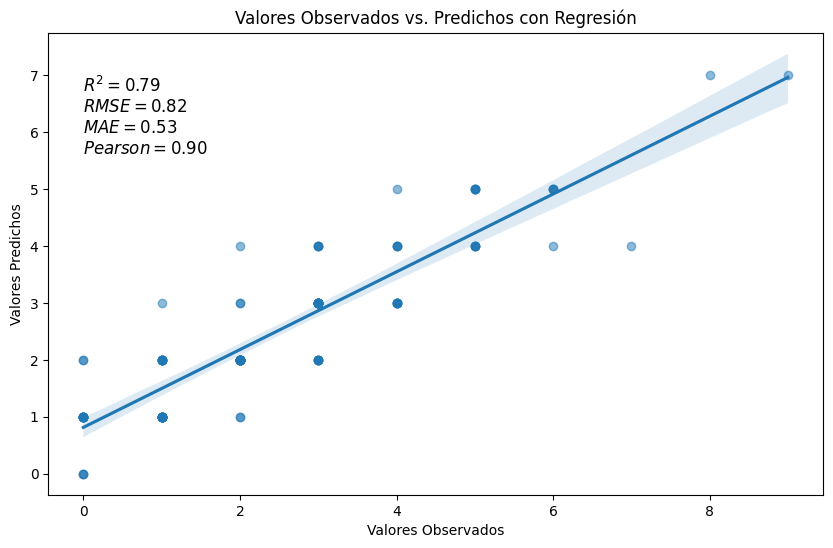 Valores Observados vs. Predichos con Regresión
R² = 0.79
RMSE = 0.82
MAE = 0.53
Pearson = 0.90
Valores Predichos
7
6
5
4
3
2
1
0
0 2 4 6 8
Valores Observados